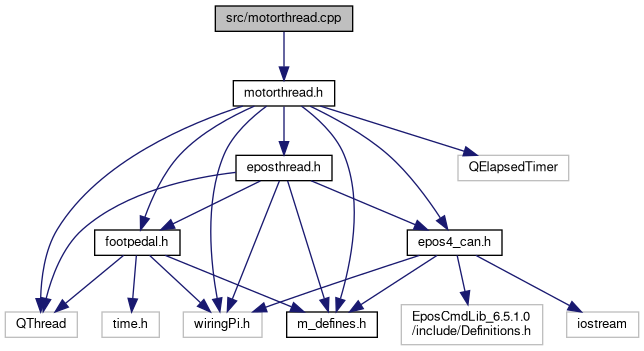 src/motorthread.cpp
motorthread.h
eposthread.h
QElapsedTimer
footpedal.h
epos4_can.h
QThread
time.h
wiringPi.h
m_defines.h
EposCmdLib_6.5.1.0
/include/Definitions.h
iostream